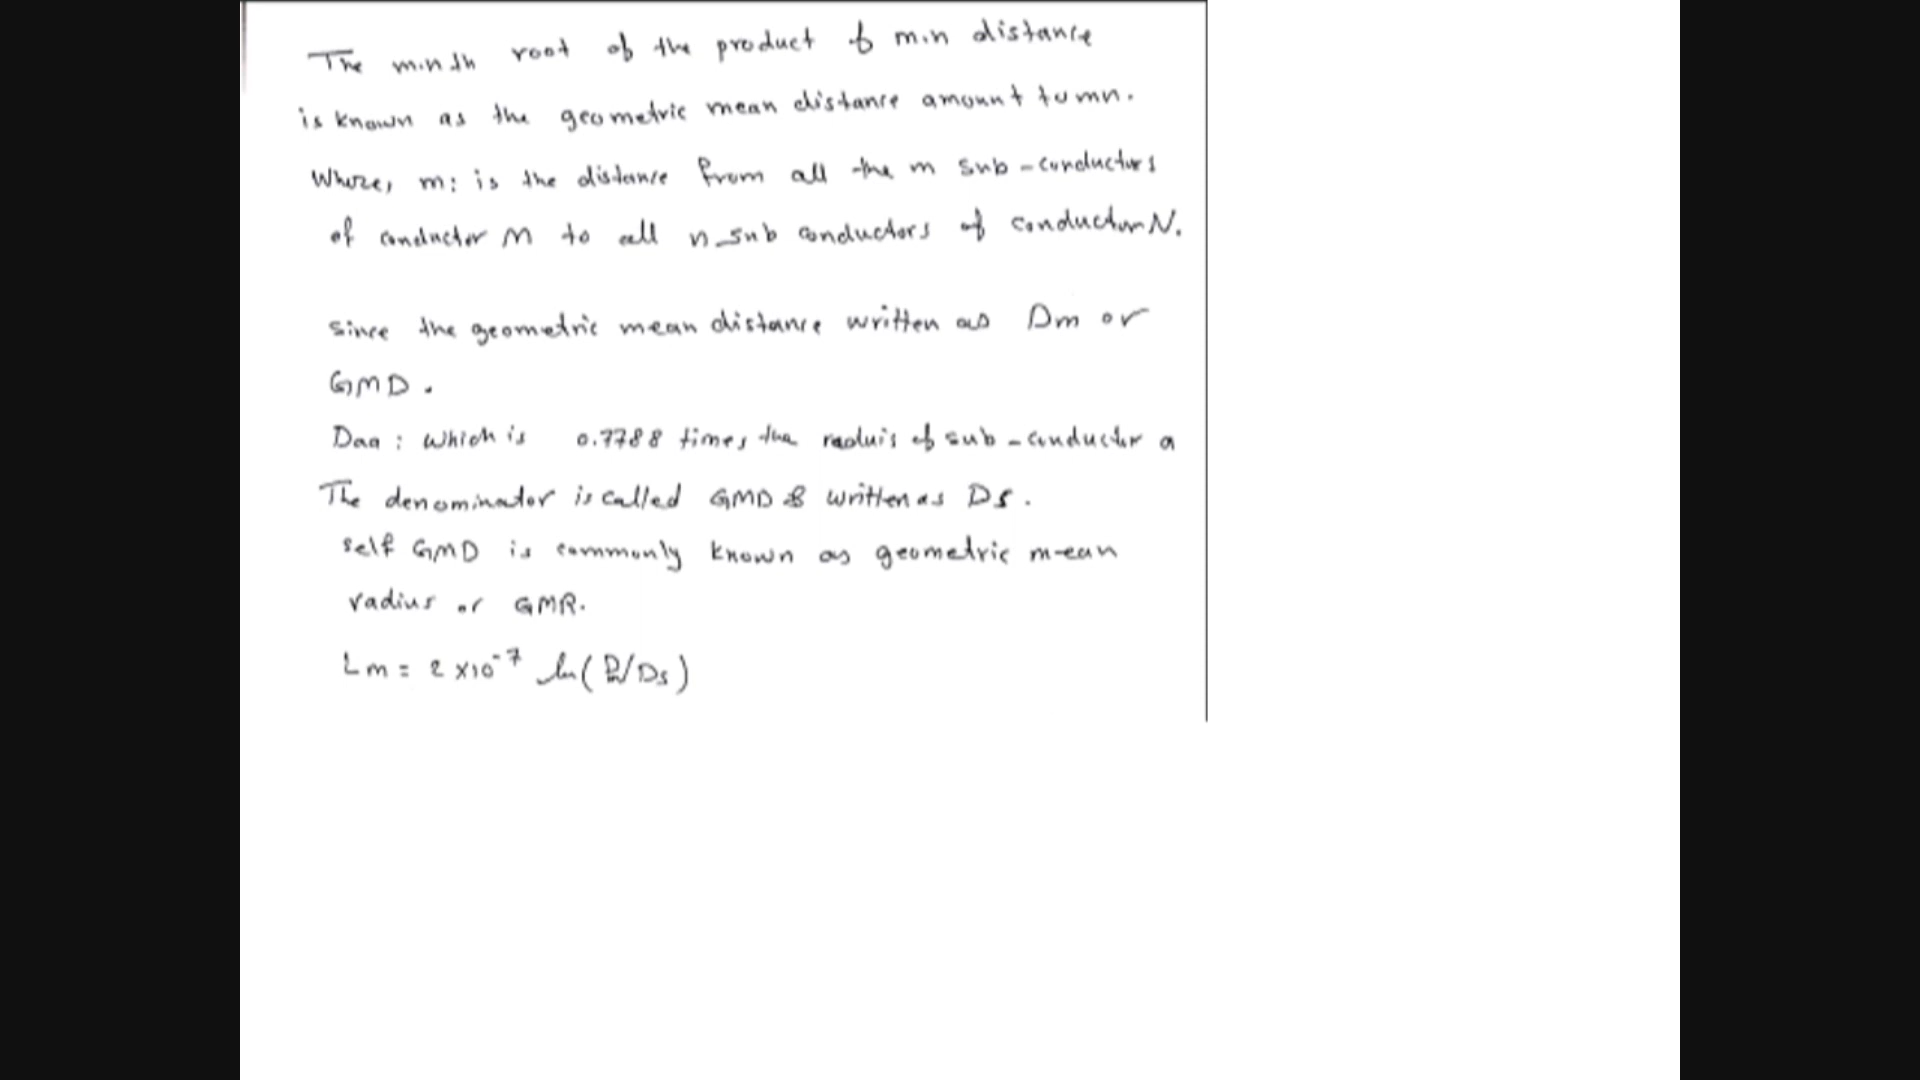 The m.nth root of the product of m.n distance
is known as the geometric mean distance amount to mn.
Where, m: is the distance from all the m sub-conductors
of conductor M to all n-sub conductors of conductor N.
since the geometric mean distance written as Dm or
GMD.
Daa : which is 0.7788 times the raduis of sub-conductor a
The denominator is called GMD & written as Ds.
self GMD is commonly known as geometric mean
radius or GMR.
Lm = 2 x10⁻⁷ ln( Dm/Ds )